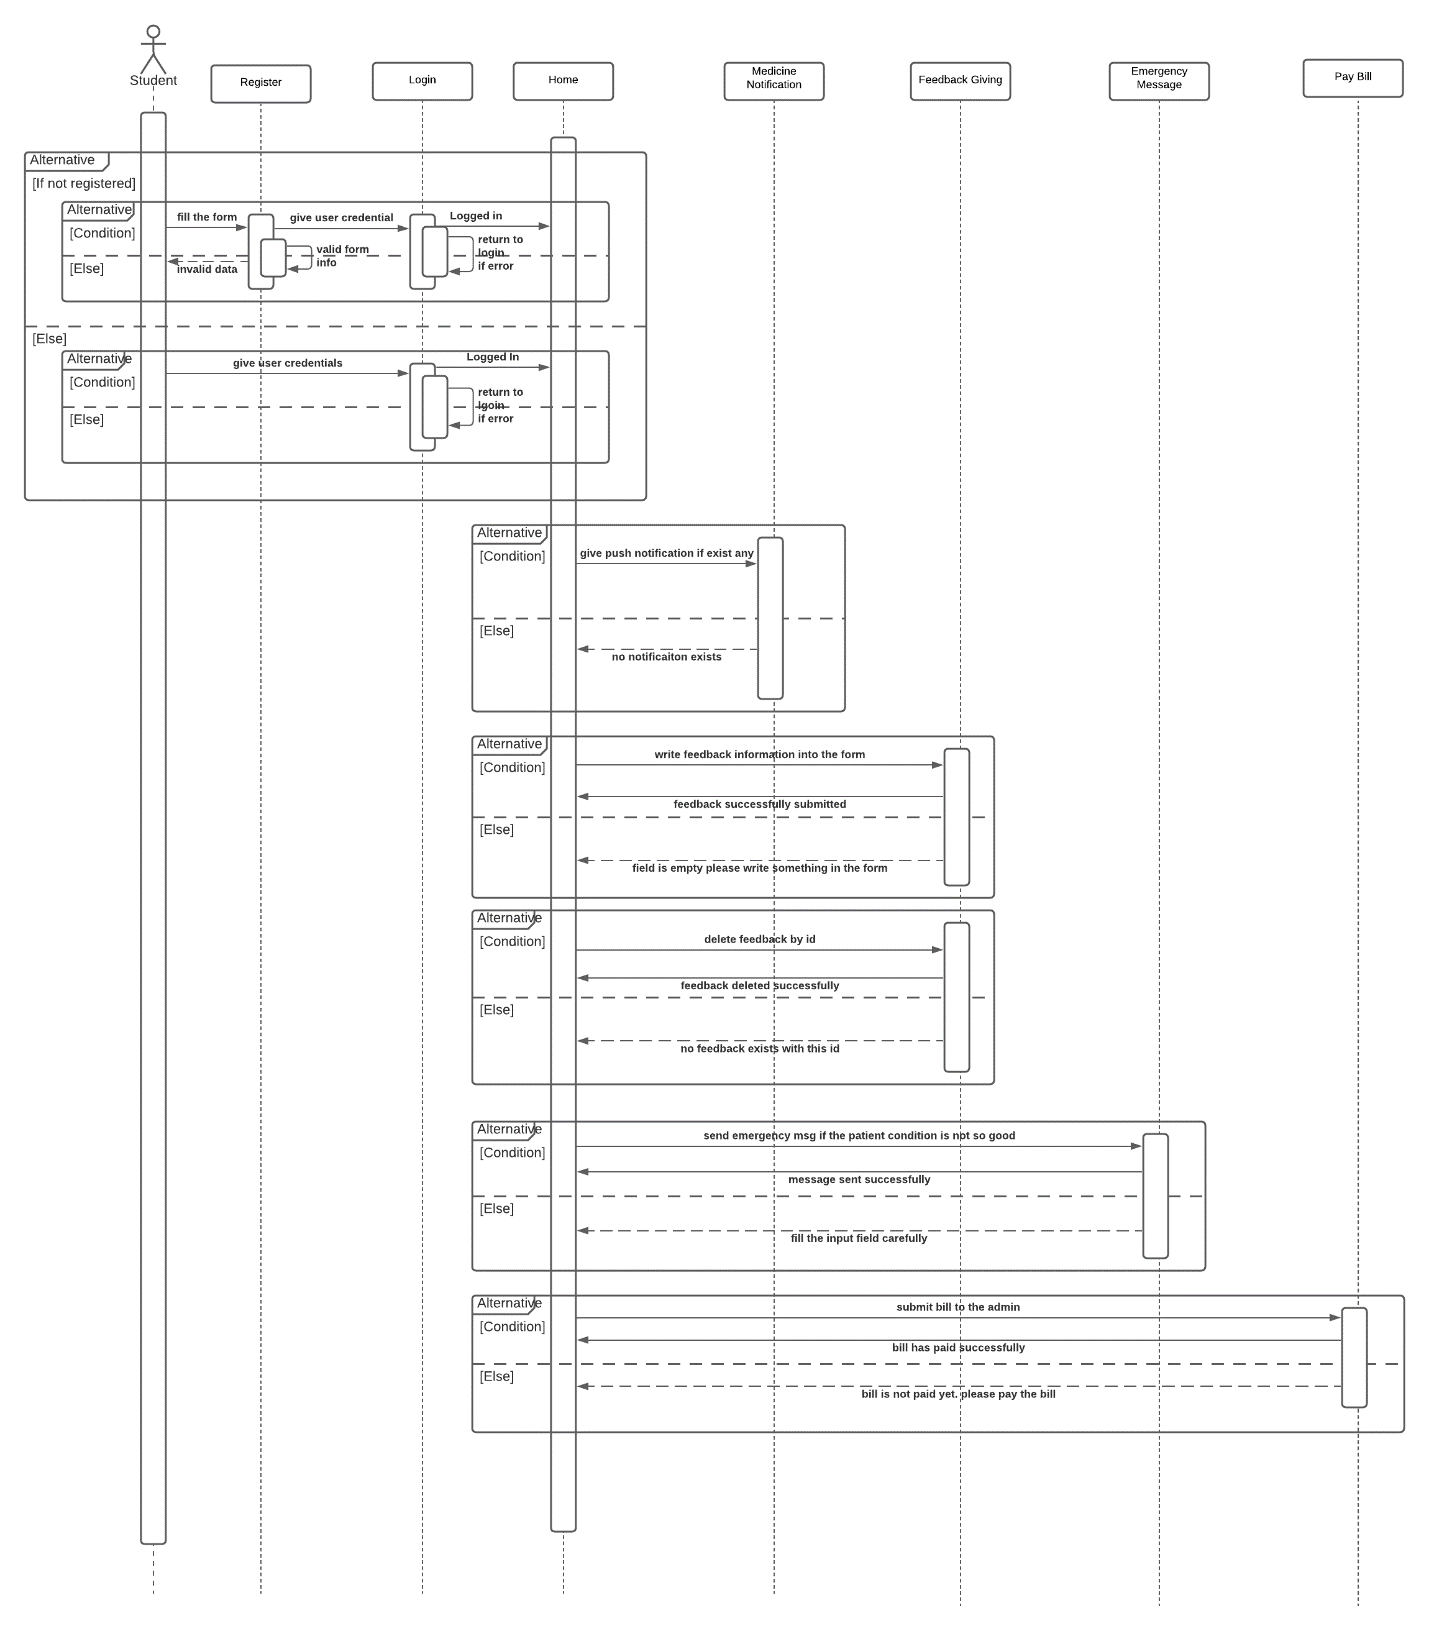 Student
Register
Login
Home
Medicine
Notification
Feedback Giving
Emergency
Message
Pay Bill
Alternative
[If not registered]
Alternative
[Condition]
fill the form
give user credential
Logged in
valid form
info
return to
login
if error
[Else]
invalid data
[Else]
Alternative
[Condition]
give user credentials
Logged In
return to
lgoin
if error
[Else]
Alternative
[Condition]
give push notification if exist any
[Else]
no notificaiton exists
Alternative
[Condition]
write feedback information into the form
feedback successfully submitted
[Else]
field is empty please write something in the form
Alternative
[Condition]
delete feedback by id
feedback deleted successfully
[Else]
no feedback exists with this id
Alternative
[Condition]
send emergency msg if the patient condition is not so good
message sent successfully
[Else]
fill the input field carefully
Alternative
[Condition]
submit bill to the admin
bill has paid successfully
[Else]
bill is not paid yet. please pay the bill